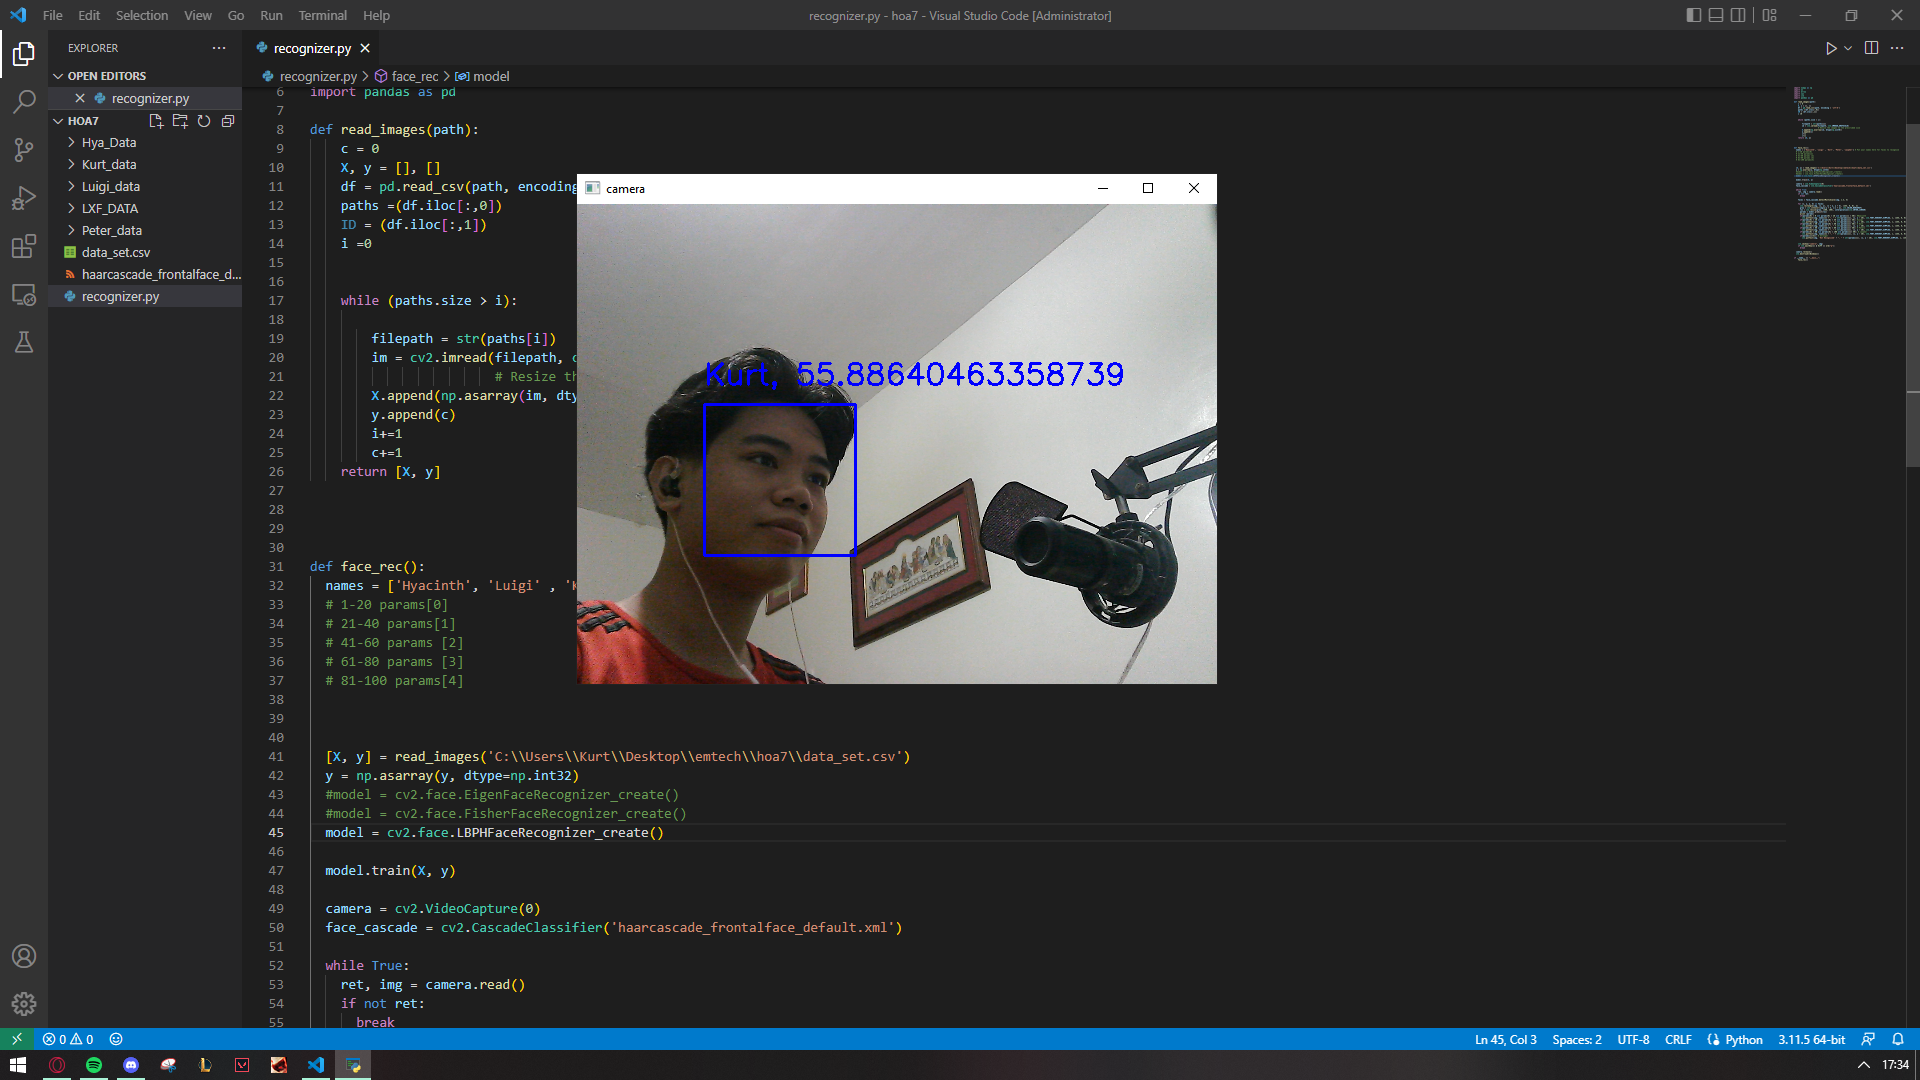 File Edit Selection View Go Run Terminal Help
recognizer.py - hoa7 - Visual Studio Code [Administrator]
EXPLORER
OPEN EDITORS
recognizer.py
HOA7
Hya_Data
Kurt_data
Luigi_data
LXF_DATA
Peter_data
data_set.csv
haarcascade_frontalface_d...
recognizer.py
recognizer.py
recognizer.py > face_rec > model
6 import pandas as pd
7
8 def read_images(path):
9 c = 0
10 X, y = [], []
11 df = pd.read_csv(path, encoding
12 paths =(df.iloc[:,0])
13 ID = (df.iloc[:,1])
14 i =0
15
16
17 while (paths.size > i):
18
19 filepath = str(paths[i])
20 im = cv2.imread(filepath, c
21 # Resize th
22 X.append(np.asarray(im, dty
23 y.append(c)
24 i+=1
25 c+=1
26 return [X, y]
27
28
29
30
31 def face_rec():
32 names = ['Hyacinth', 'Luigi' , 'K
33 # 1-20 params[0]
34 # 21-40 params[1]
35 # 41-60 params [2]
36 # 61-80 params [3]
37 # 81-100 params[4]
38
39
40
41 [X, y] = read_images('C:\\Users\\Kurt\\Desktop\\emtech\\hoa7\\data_set.csv')
42 y = np.asarray(y, dtype=np.int32)
43 #model = cv2.face.EigenFaceRecognizer_create()
44 #model = cv2.face.FisherFaceRecognizer_create()
45 model = cv2.face.LBPHFaceRecognizer_create()
46
47 model.train(X, y)
48
49 camera = cv2.VideoCapture(0)
50 face_cascade = cv2.CascadeClassifier('haarcascade_frontalface_default.xml')
51
52 while True:
53 ret, img = camera.read()
54 if not ret:
55 break
camera
Kurt, 55.88640463358739
0 0
Ln 45, Col 3 Spaces: 2 UTF-8 CRLF Python 3.11.5 64-bit
17:34